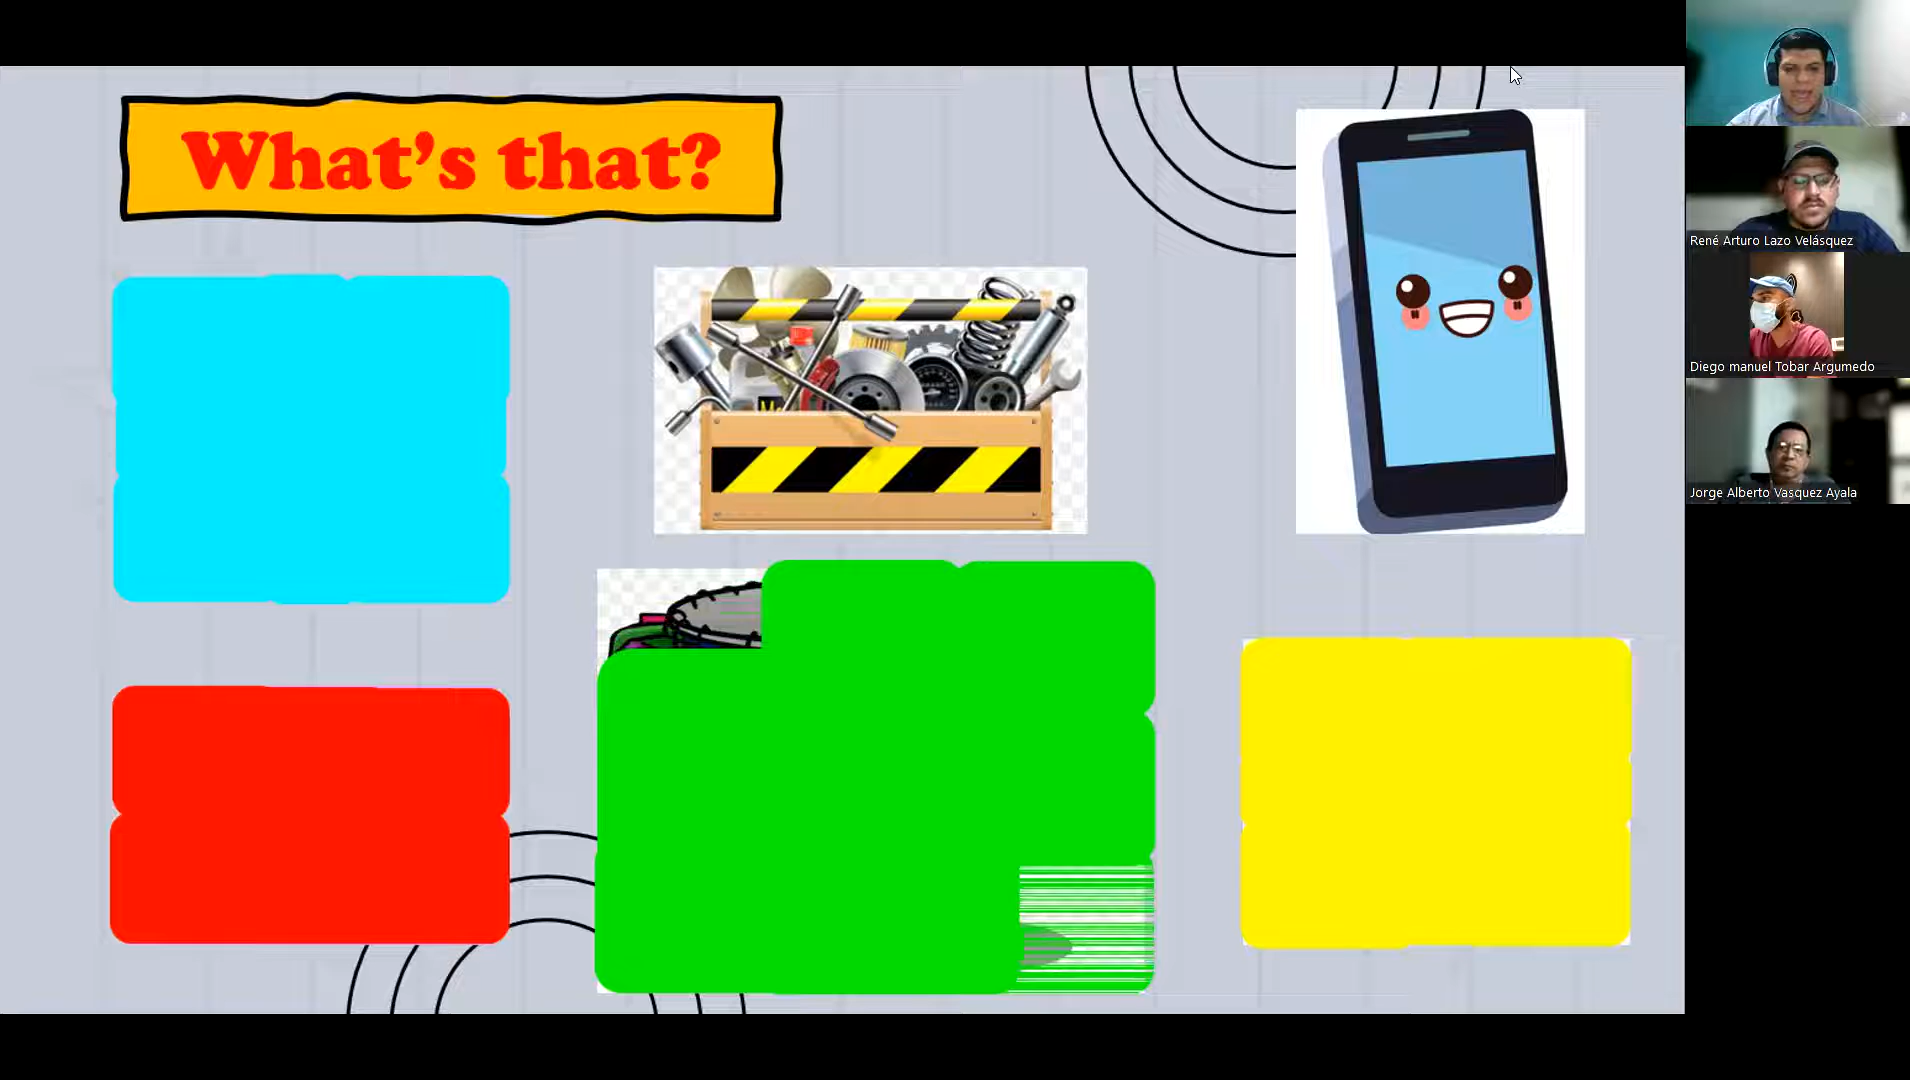 What's that?
René Arturo Lazo Velásquez
Diego manuel Tobar Argumedo
Jorge Alberto Vasquez Ayala